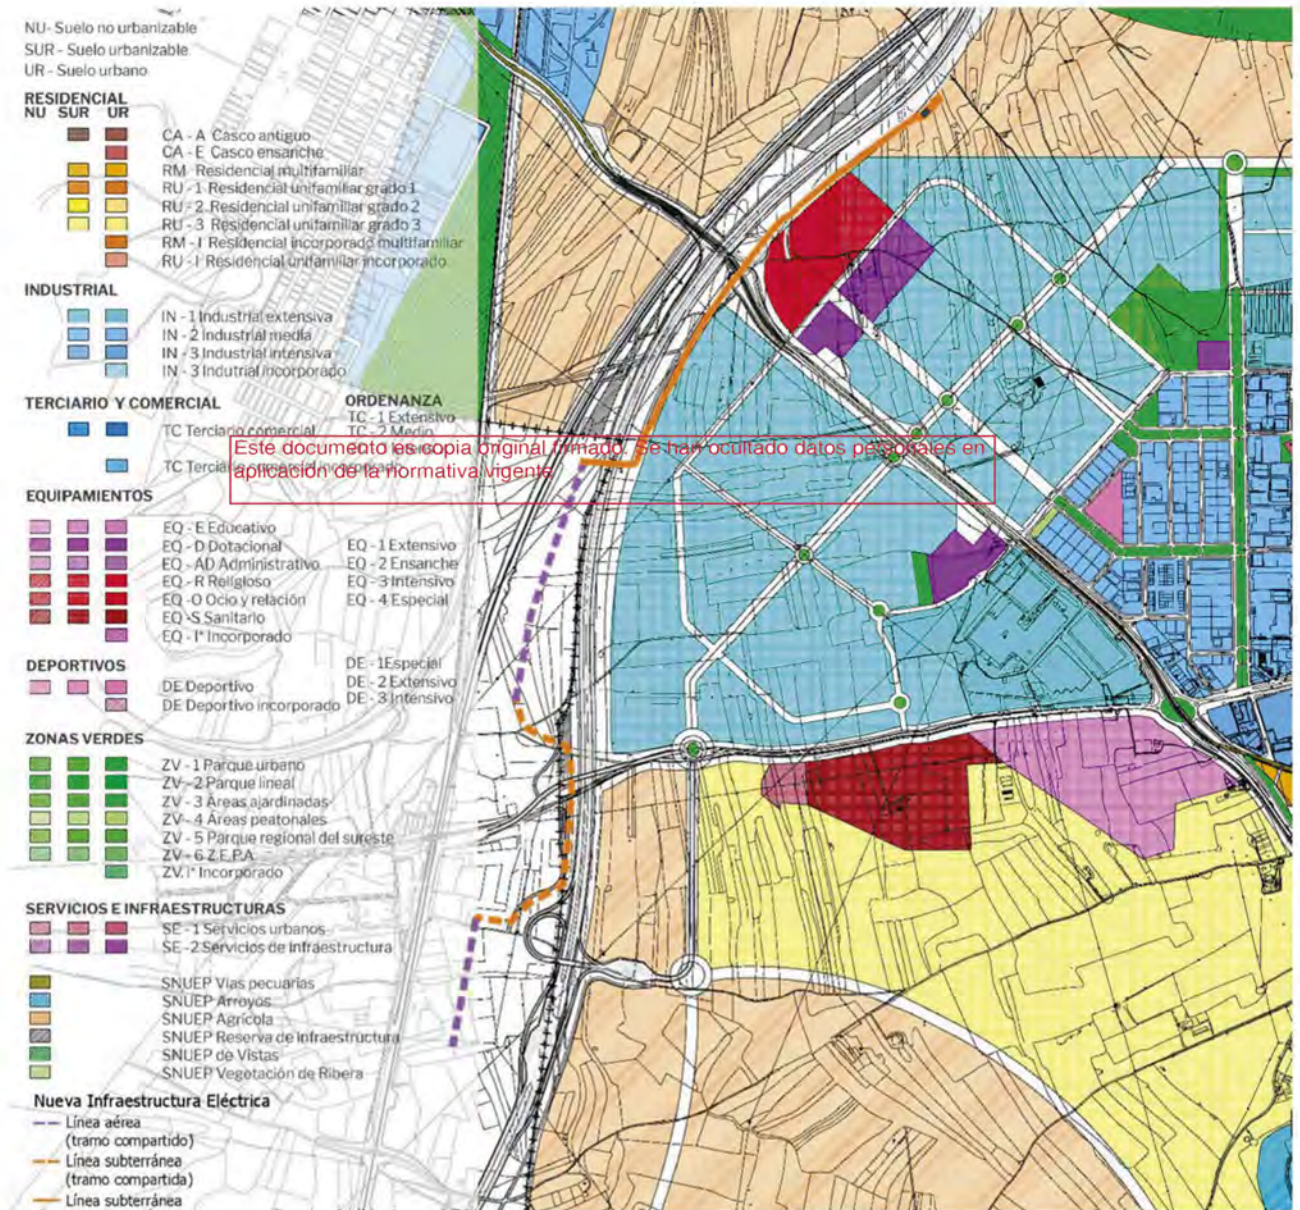 NU- Suelo no urbanizable
SUR - Suelo urbanizable
UR - Suelo urbano
RESIDENCIAL
NU SUR UR
CA - A Casco antiguo
CA - E Casco ensanche
RM Residencial multifamiliar
RU - 1 Residencial unifamiliar grado 1
RU - 2 Residencial unifamiliar grado 2
RU - 3 Residencial unifamiliar grado 3
RM - I Residencial incorporado multifamiliar
RU - I Residencial unifamiliar incorporado
INDUSTRIAL
IN - 1 Industrial extensiva
IN - 2 Industrial media
IN - 3 Industrial intensiva
IN - 3 Indutrial incorporado
TERCIARIO Y COMERCIAL
TC Terciario comercial
TC Terciario comercial incorporado
ORDENANZA
TC - 1 Extensivo
TC - 2 Medio
Este documento es copia original firmado. Se han ocultado datos personales en
aplicación de la normativa vigente
EQUIPAMIENTOS
EQ - E Educativo
EQ - D Dotacional
EQ - AD Administrativo
EQ - R Religioso
EQ -O Ocio y relación
EQ -S Sanitario
EQ - I* Incorporado
EQ - 1 Extensivo
EQ - 2 Ensanche
EQ - 3 Intensivo
EQ - 4 Especial
DEPORTIVOS
DE Deportivo
DE Deportivo incorporado
DE - 1Especial
DE - 2 Extensivo
DE - 3 Intensivo
ZONAS VERDES
ZV - 1 Parque urbano
ZV - 2 Parque lineal
ZV - 3 Áreas ajardinadas
ZV - 4 Áreas peatonales
ZV - 5 Parque regional del sureste
ZV - 6 Z.E.P.A
ZV. I* Incorporado
SERVICIOS E INFRAESTRUCTURAS
SE - 1 Servicios urbanos
SE - 2 Servicios de Infraestructura
SNUEP Vías pecuarias
SNUEP Arroyos
SNUEP Agrícola
SNUEP Reserva de Infraestructura
SNUEP de Vistas
SNUEP Vegetación de Ribera
Nueva Infraestructura Eléctrica
Línea aérea
(tramo compartido)
Línea subterránea
(tramo compartida)
Línea subterránea